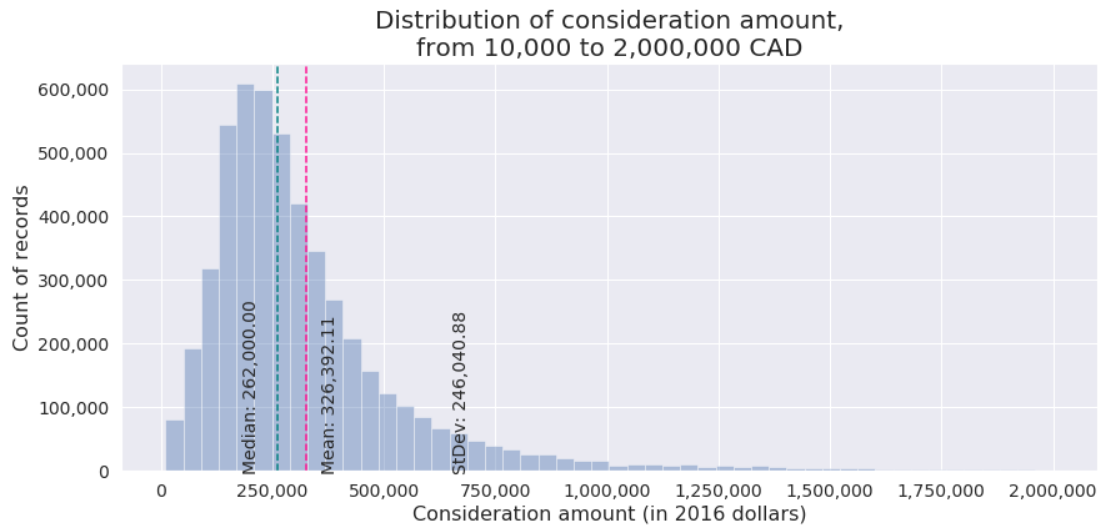 Distribution of consideration amount,
from 10,000 to 2,000,000 CAD
Count of records
600,000
500,000
400,000
300,000
200,000
100,000
0
Median: 262,000.00
Mean: 326,392.11
StDev: 246,040.88
0 250,000 500,000 750,000 1,000,000 1,250,000 1,500,000 1,750,000 2,000,000
Consideration amount (in 2016 dollars)